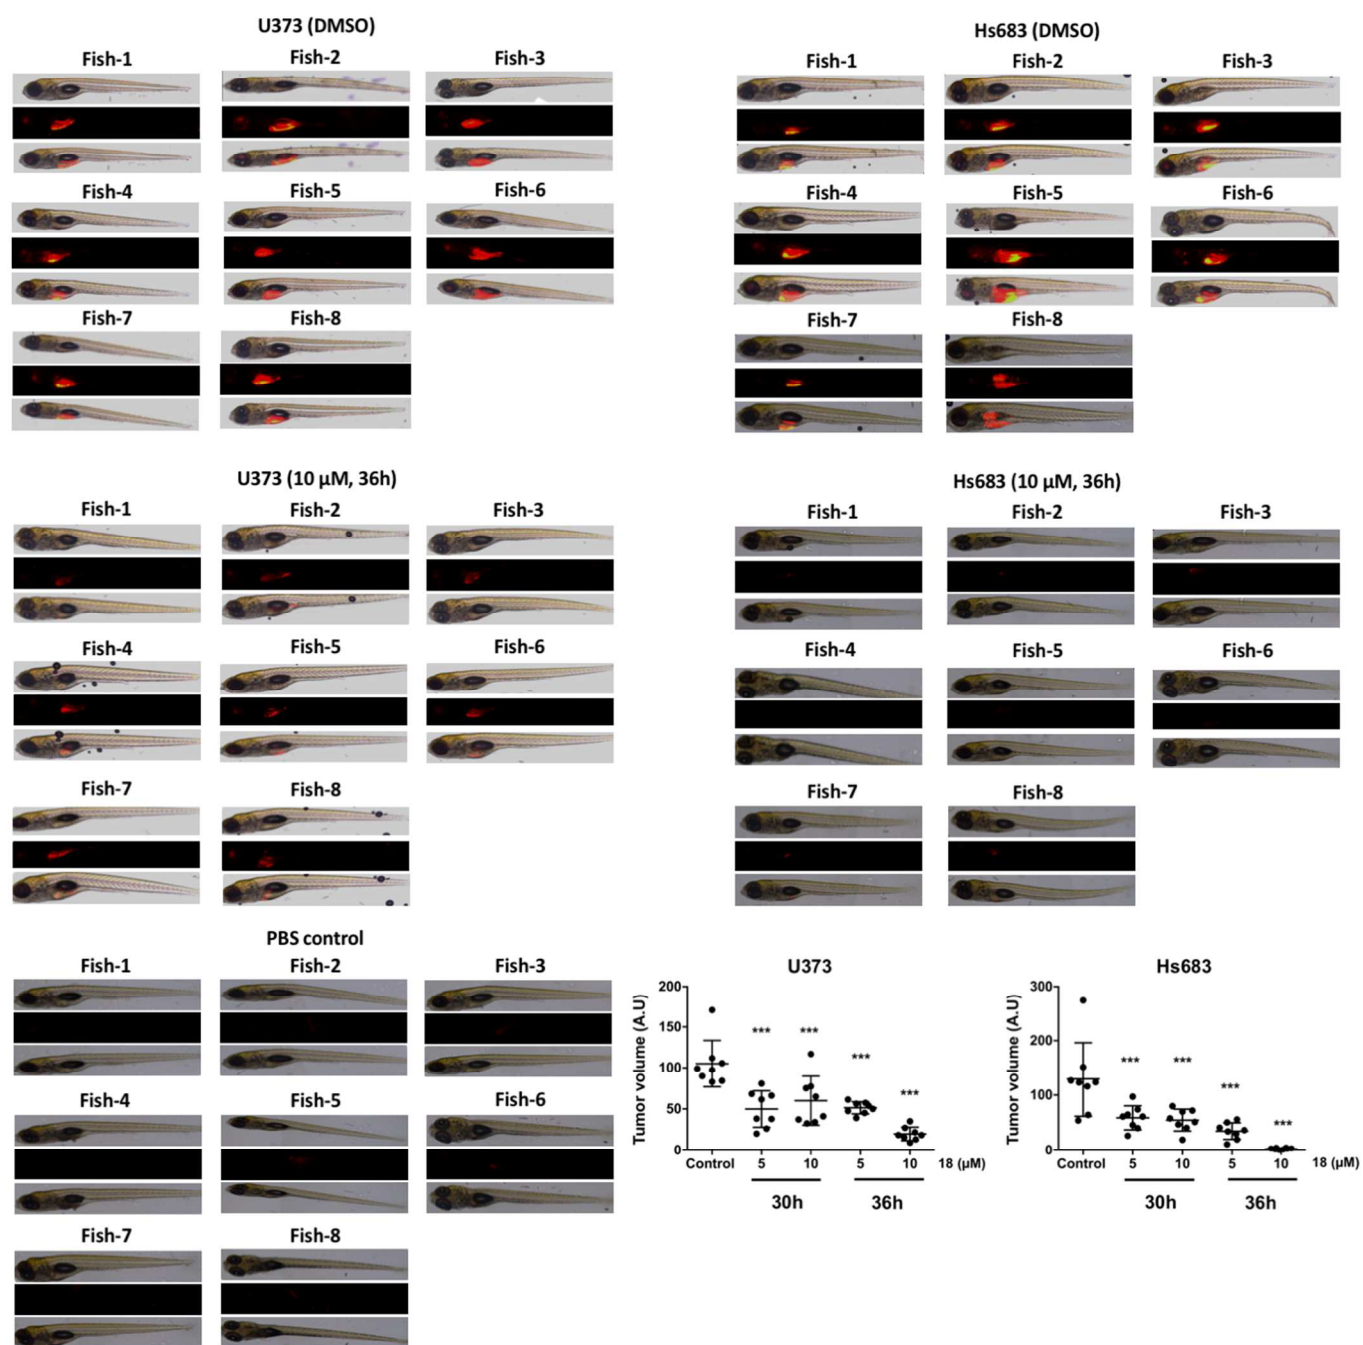 U373 (DMSO)
Fish-1 Fish-2 Fish-3
Fish-4 Fish-5 Fish-6
Fish-7 Fish-8
Hs683 (DMSO)
Fish-1 Fish-2 Fish-3
Fish-4 Fish-5 Fish-6
Fish-7 Fish-8
U373 (10 μM, 36h)
Fish-1 Fish-2 Fish-3
Fish-4 Fish-5 Fish-6
Fish-7 Fish-8
Hs683 (10 μM, 36h)
Fish-1 Fish-2 Fish-3
Fish-4 Fish-5 Fish-6
Fish-7 Fish-8
PBS control
Fish-1 Fish-2 Fish-3
Fish-4 Fish-5 Fish-6
Fish-7 Fish-8
U373
Tumor volume (A.U)
200
150
100
50
0
*** *** *** ***
Control 5 10 5 10 18 (μM)
30h 36h
Hs683
Tumor volume (A.U)
300
200
100
0
*** *** *** ***
Control 5 10 5 10 18 (μM)
30h 36h